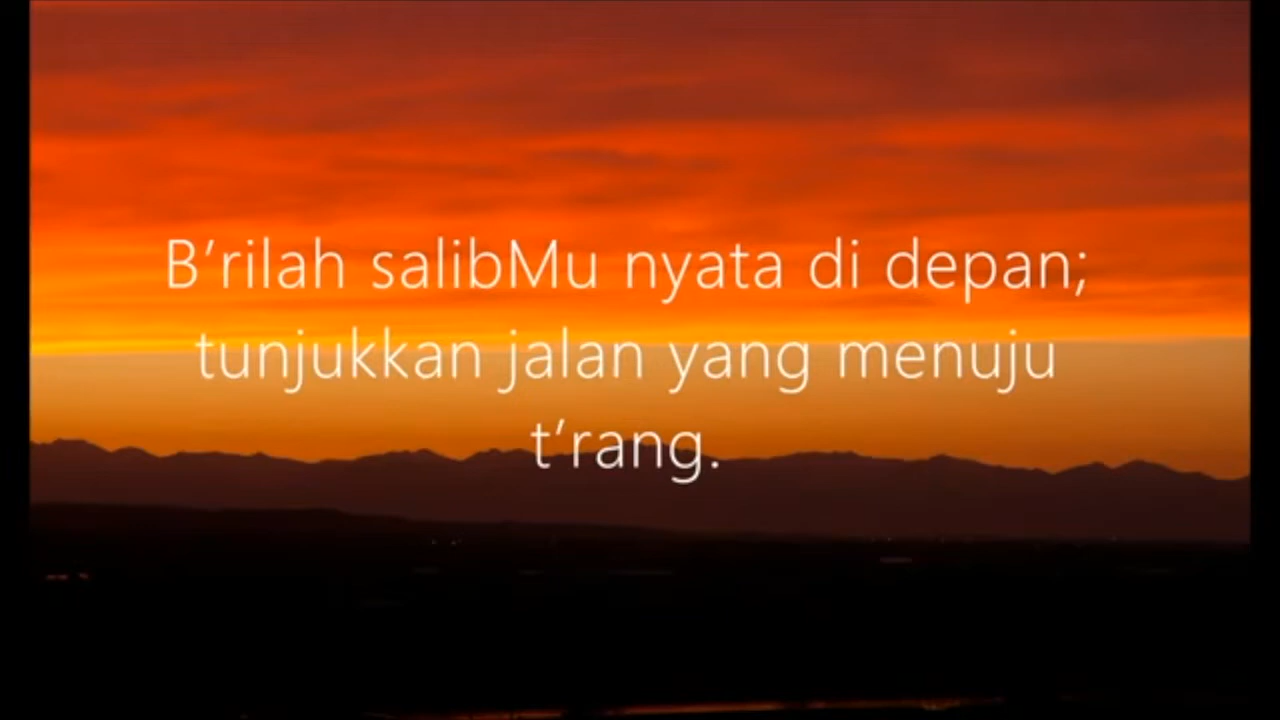 B’rilah salibMu nyata di depan;
tunjukkan jalan yang menuju
t’rang.